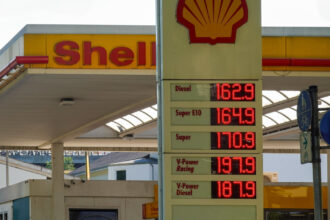 Shell
Diesel 162.9
Super E10 164.9
Super 170.9
V-Power Racing 197.9
V-Power Diesel 187.9